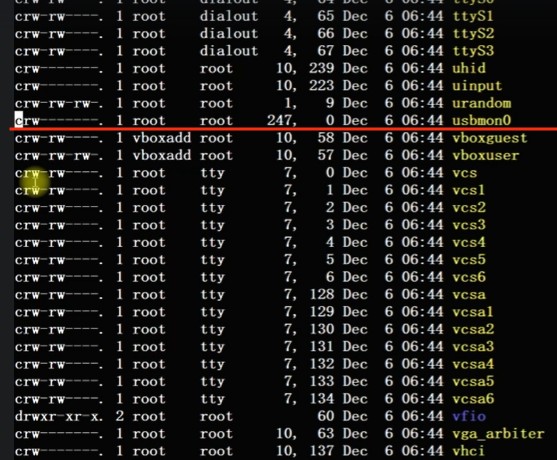 crw-rw----. 1 root    dialout   4,  64 Dec  6 06:44 ttyS0
crw-rw----. 1 root    dialout   4,  65 Dec  6 06:44 ttyS1
crw-rw----. 1 root    dialout   4,  66 Dec  6 06:44 ttyS2
crw-rw----. 1 root    dialout   4,  67 Dec  6 06:44 ttyS3
crw-------. 1 root    root     10, 239 Dec  6 06:44 uhid
crw-------. 1 root    root     10, 223 Dec  6 06:44 uinput
crw-rw-rw-. 1 root    root      1,   9 Dec  6 06:44 urandom
crw-------. 1 root    root    247,   0 Dec  6 06:44 usbmon0
crw-rw----. 1 vboxadd root     10,  58 Dec  6 06:44 vboxguest
crw-rw-rw-. 1 vboxadd root     10,  57 Dec  6 06:44 vboxuser
crw-rw----. 1 root    tty       7,   0 Dec  6 06:44 vcs
crw-rw----. 1 root    tty       7,   1 Dec  6 06:44 vcs1
crw-rw----. 1 root    tty       7,   2 Dec  6 06:44 vcs2
crw-rw----. 1 root    tty       7,   3 Dec  6 06:44 vcs3
crw-rw----. 1 root    tty       7,   4 Dec  6 06:44 vcs4
crw-rw----. 1 root    tty       7,   5 Dec  6 06:44 vcs5
crw-rw----. 1 root    tty       7,   6 Dec  6 06:44 vcs6
crw-rw----. 1 root    tty       7, 128 Dec  6 06:44 vcsa
crw-rw----. 1 root    tty       7, 129 Dec  6 06:44 vcsa1
crw-rw----. 1 root    tty       7, 130 Dec  6 06:44 vcsa2
crw-rw----. 1 root    tty       7, 131 Dec  6 06:44 vcsa3
crw-rw----. 1 root    tty       7, 132 Dec  6 06:44 vcsa4
crw-rw----. 1 root    tty       7, 133 Dec  6 06:44 vcsa5
crw-rw----. 1 root    tty       7, 134 Dec  6 06:44 vcsa6
drwxr-xr-x. 2 root    root          60 Dec  6 06:44 vfio
crw-------. 1 root    root     10,  63 Dec  6 06:44 vga_arbiter
crw-------. 1 root    root     10, 137 Dec  6 06:44 vhci